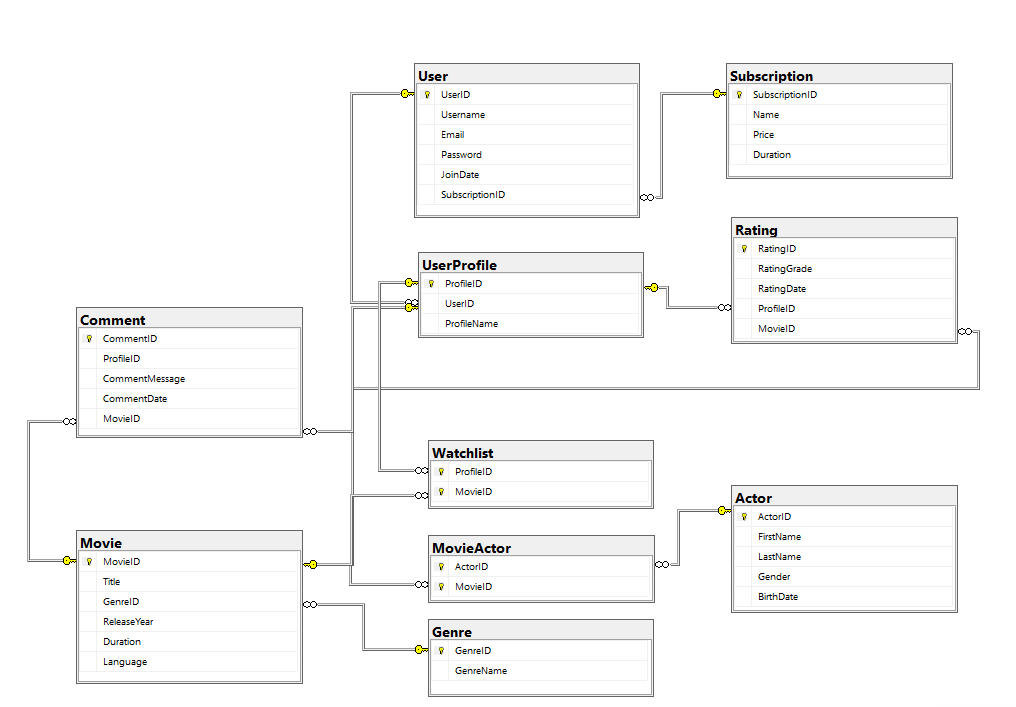 User
UserID
Username
Email
Password
JoinDate
SubscriptionID
Subscription
SubscriptionID
Name
Price
Duration
UserProfile
ProfileID
UserID
ProfileName
Rating
RatingID
RatingGrade
RatingDate
ProfileID
MovieID
Comment
CommentID
ProfileID
CommentMessage
CommentDate
MovieID
Watchlist
ProfileID
MovieID
Movie
MovieID
Title
GenreID
ReleaseYear
Duration
Language
MovieActor
ActorID
MovieID
Actor
ActorID
FirstName
LastName
Gender
BirthDate
Genre
GenreID
GenreName